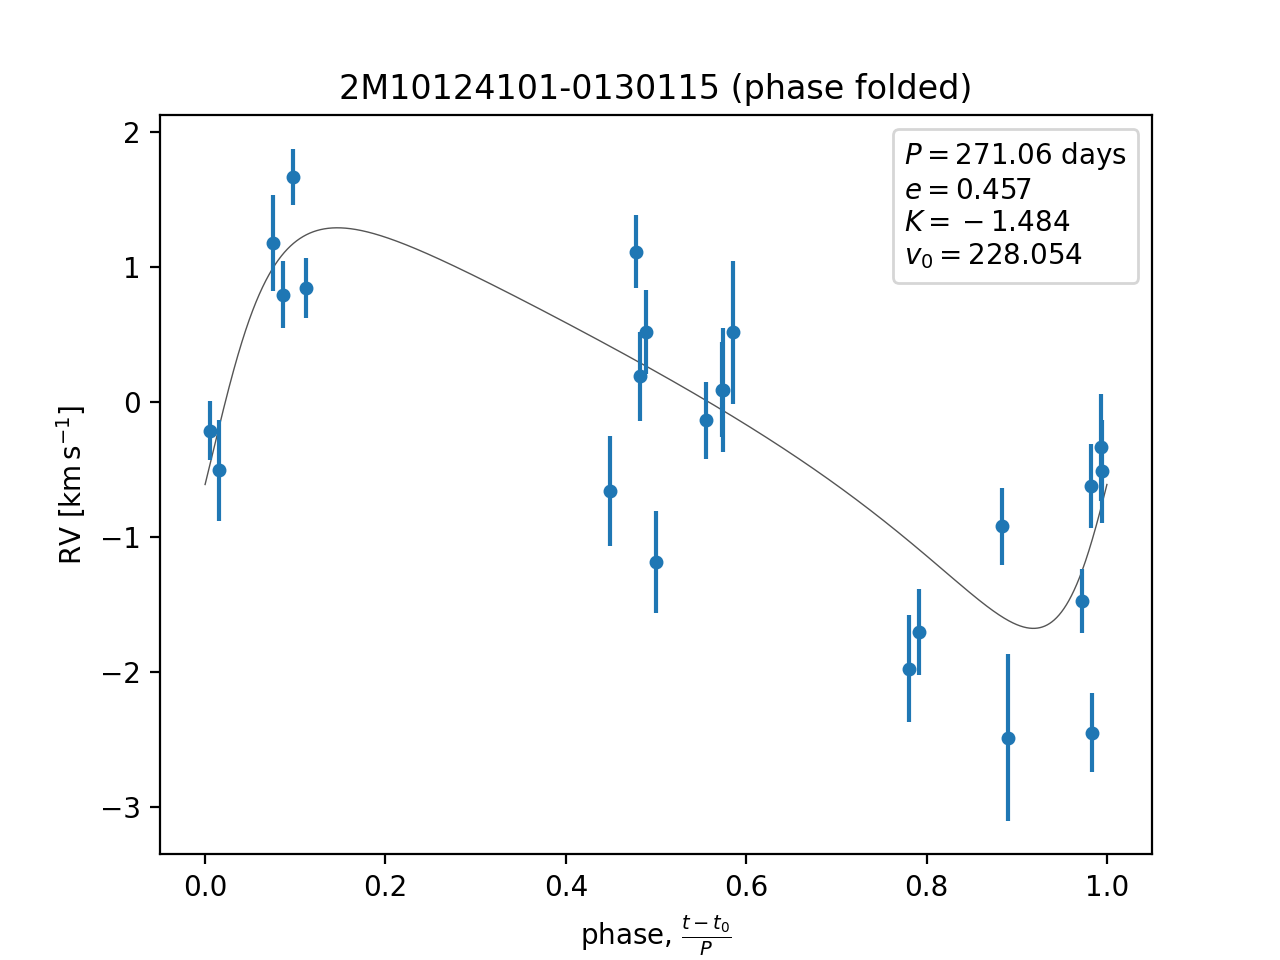 2M10124101-0130115 (phase folded)
P = 271.06 days
e = 0.457
K = −1.484
v₀ = 228.054
2
1
0
−1
−2
−3
RV [km s⁻¹]
0.0 0.2 0.4 0.6 0.8 1.0
phase, (t − t₀)/P